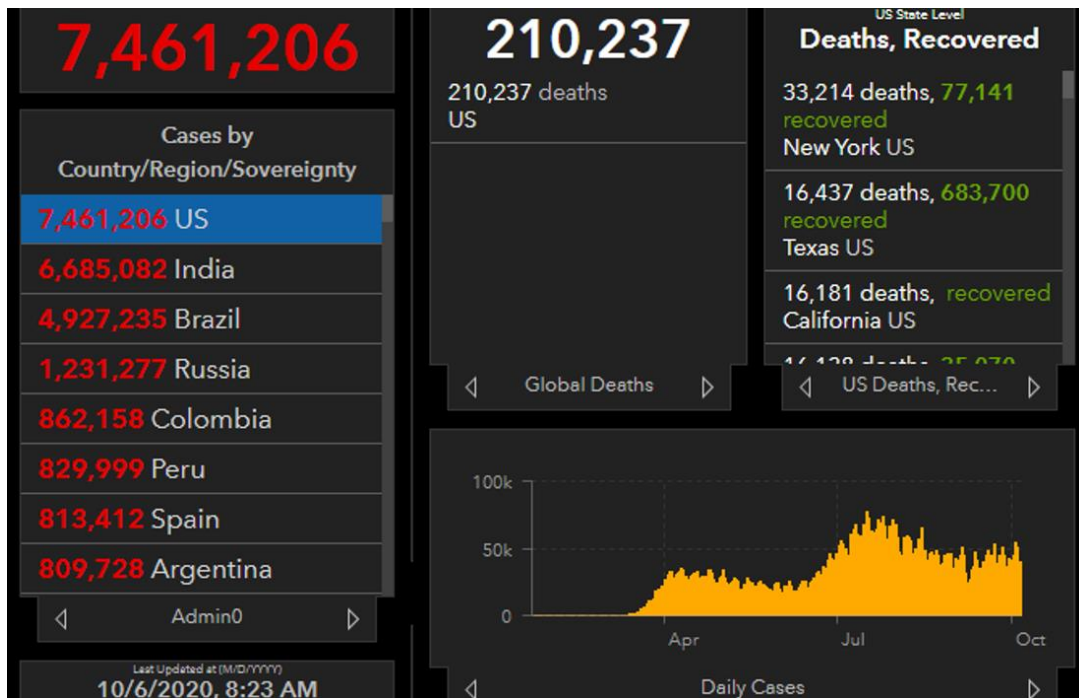 7,461,206
Cases by
Country/Region/Sovereignty
7,461,206 US
6,685,082 India
4,927,235 Brazil
1,231,277 Russia
862,158 Colombia
829,999 Peru
813,412 Spain
809,728 Argentina
Admin0
Last Updated at (M/D/YYYY)
10/6/2020, 8:23 AM
210,237
210,237 deaths
US
Global Deaths
US State Level
Deaths, Recovered
33,214 deaths, 77,141
recovered
New York US
16,437 deaths, 683,700
recovered
Texas US
16,181 deaths, recovered
California US
US Deaths, Rec...
100k
50k
0
Apr
Jul
Oct
Daily Cases